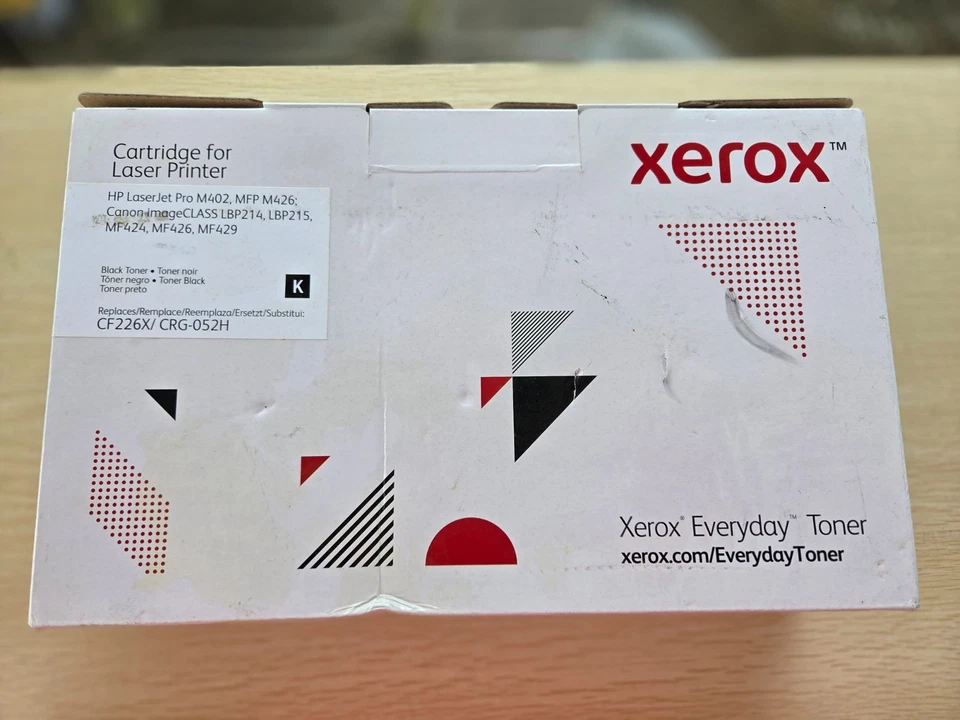 Cartridge for
Laser Printer
xerox™
HP LaserJet Pro M402, MFP M426;
Canon imageCLASS LBP214, LBP215,
MF424, MF426, MF429
Black Toner • Toner noir
Tóner negro • Toner Black
Toner preto
K
Replaces/Remplace/Reemplaza/Ersetzt/Substitui:
CF226X/ CRG-052H
Xerox® Everyday™ Toner
xerox.com/EverydayToner